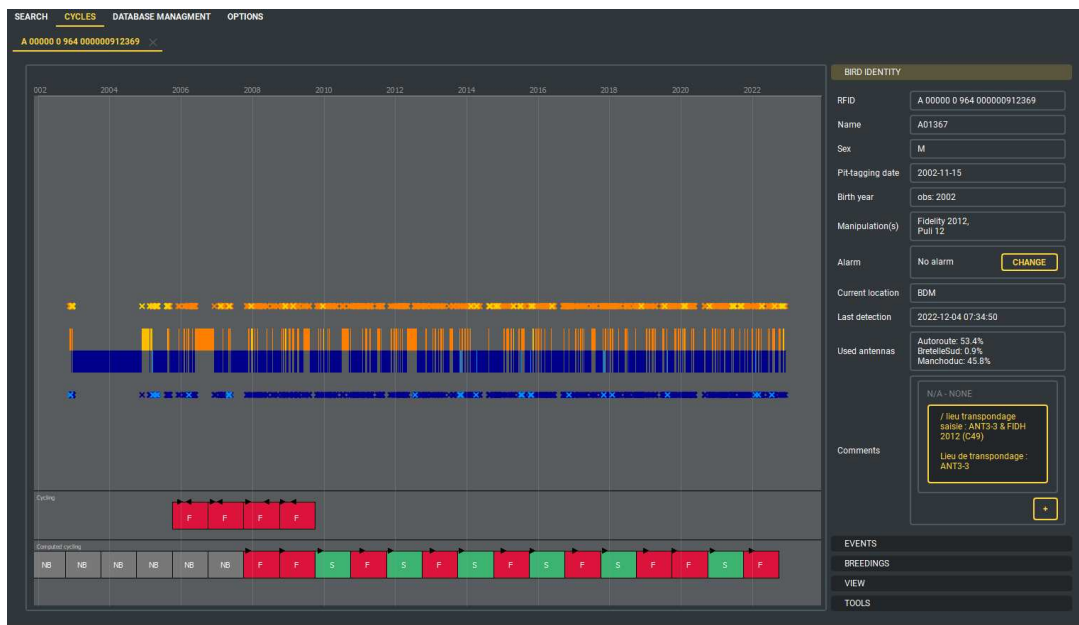 SEARCH CYCLES DATABASE MANAGMENT OPTIONS
A 00000 0 964 000000912369
002 2004 2006 2008 2010 2012 2014 2016 2018 2020 2022
Cycling
F F F F
Computed cycling
NB NB NB NB NB NB F F S F S F S F S F S F F S F
BIRD IDENTITY
RFID A 00000 0 964 000000912369
Name A01367
Sex M
Pit-tagging date 2002-11-15
Birth year obs: 2002
Manipulation(s) Fidelity 2012,
Puli 12
Alarm No alarm CHANGE
Current location BDM
Last detection 2022-12-04 07:34:50
Used antennas Autoroute: 53.4%
BretelleSud: 0.9%
Manchoduc: 45.8%
Comments
N/A - NONE
/ lieu transpondage
saisie : ANT3-3 & FIDH
2012 (C49)
Lieu de transpondage :
ANT3-3
+
EVENTS
BREEDINGS
VIEW
TOOLS